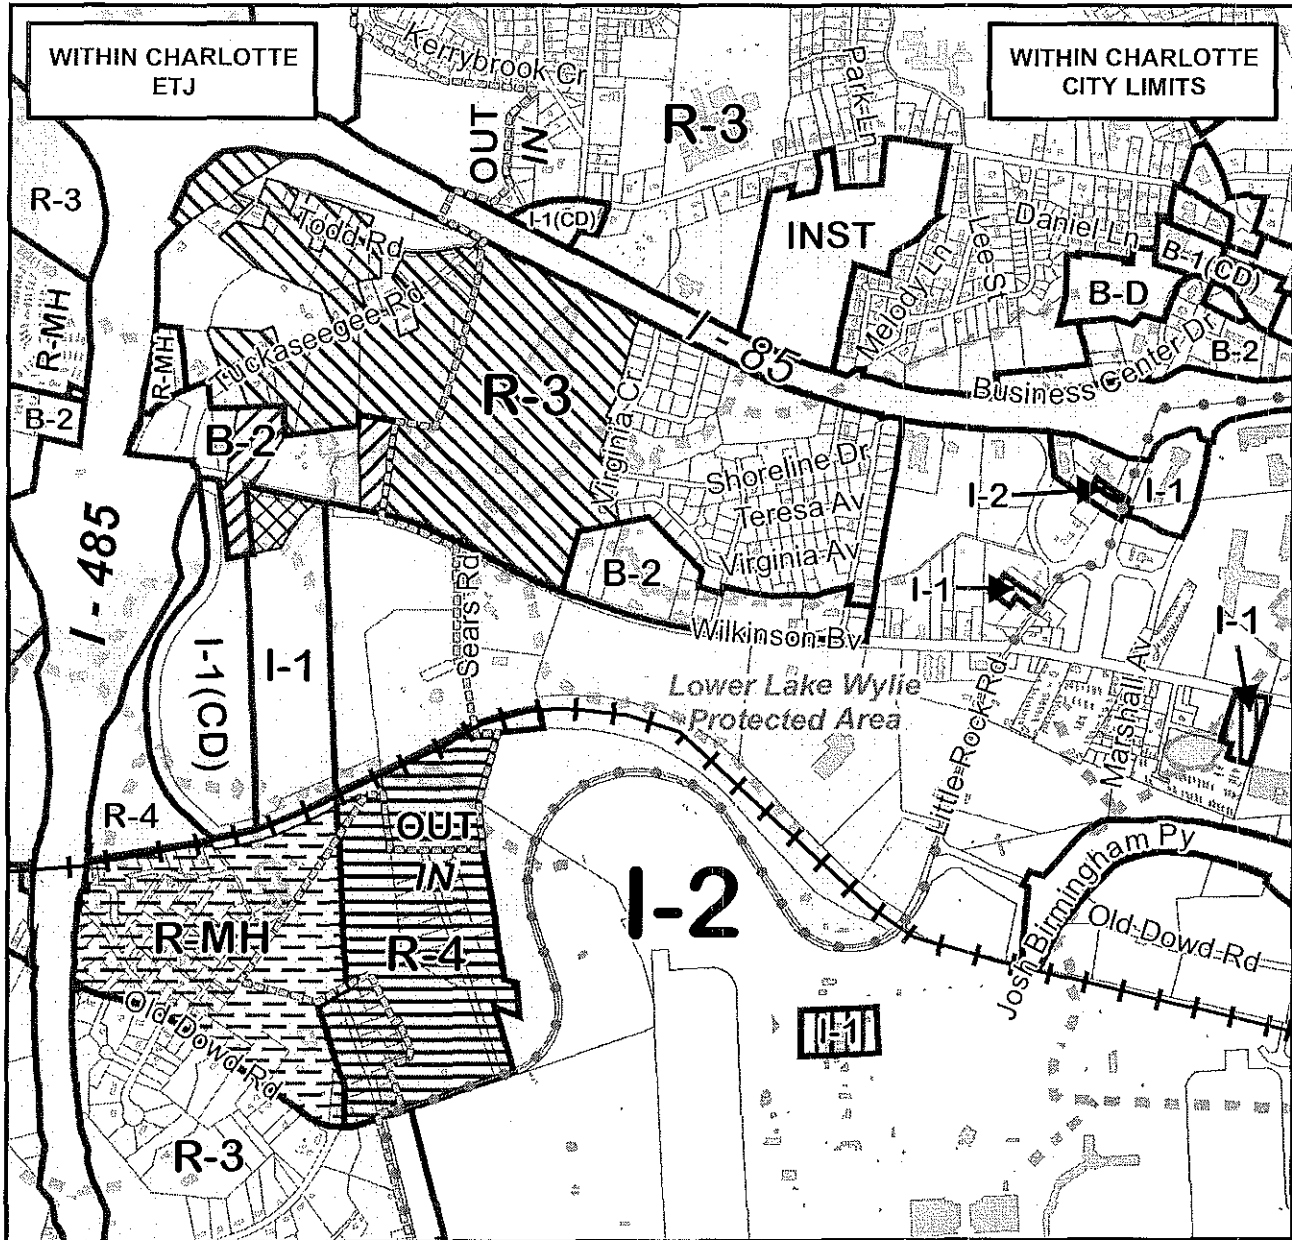 WITHIN CHARLOTTE
ETJ
WITHIN CHARLOTTE
CITY LIMITS
Kerrybrook Cr
OUT
IN
R-3
Park Ln
R-3
I-1(CD)
INST
Lee St
Daniel Ln
B-1(CD)
Todd Rd
Melody Ln
B-D
R-MH
Tuckaseegee Rd
I-85
B-2
R-MH
Business Center Dr
R-3
B-2
B-2
Virginia Cr
Shoreline Dr
I-2
I-1
Teresa Av
I-485
Virginia Av
B-2
I-1
I-1
Sears Rd
Wilkinson Bv
I-1(CD)
I-1
Lower Lake Wylie
Protected Area
Marshall Av
Little Rock Rd
R-4
OUT
IN
Josh Birmingham Py
I-2
R-MH
R-4
Old Dowd Rd
Old Dowd Rd
I-1
R-3